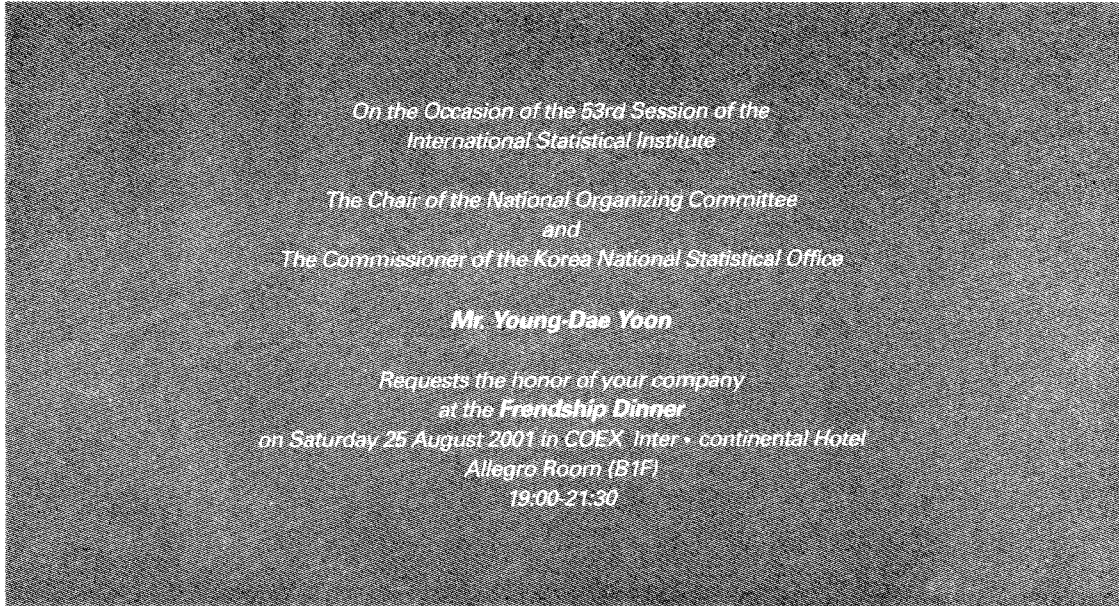 On the Occasion of the 53rd Session of the
International Statistical Institute
The Chair of the National Organizing Committee
and
The Commissioner of the Korea National Statistical Office
Mr. Young-Dae Yoon
Requests the honor of your company
at the Frendship Dinner
on Saturday 25 August 2001 in COEX Inter • continental Hotel
Allegro Room (B1F)
19:00-21:30